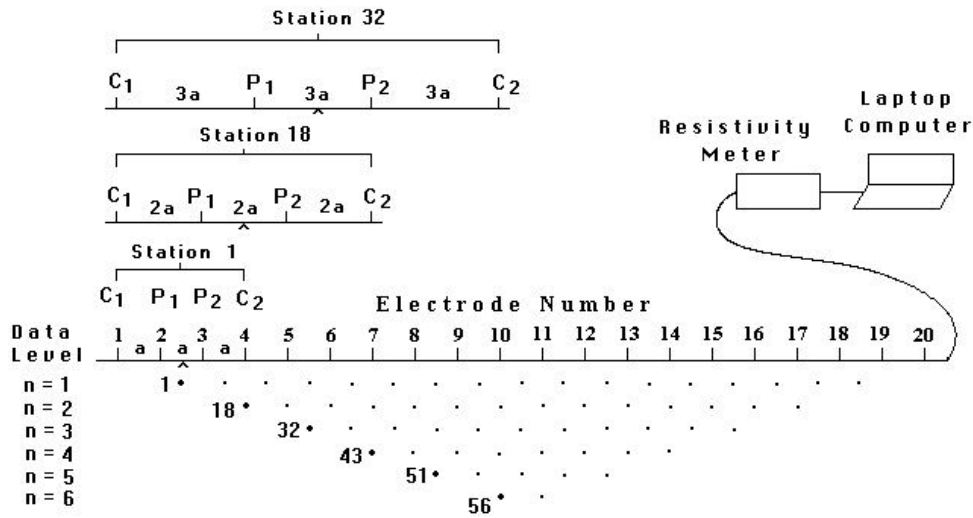 Station 32
C1 3a P1 3a P2 3a C2
Laptop
Computer
Resistivity
Meter
Station 18
C1 2a P1 2a P2 2a C2
Station 1
C1 P1 P2 C2
Electrode Number
Data
Level
1 2 3 4 5 6 7 8 9 10 11 12 13 14 15 16 17 18 19 20
a a a
n = 1 1
n = 2 18
n = 3 32
n = 4 43
n = 5 51
n = 6 56